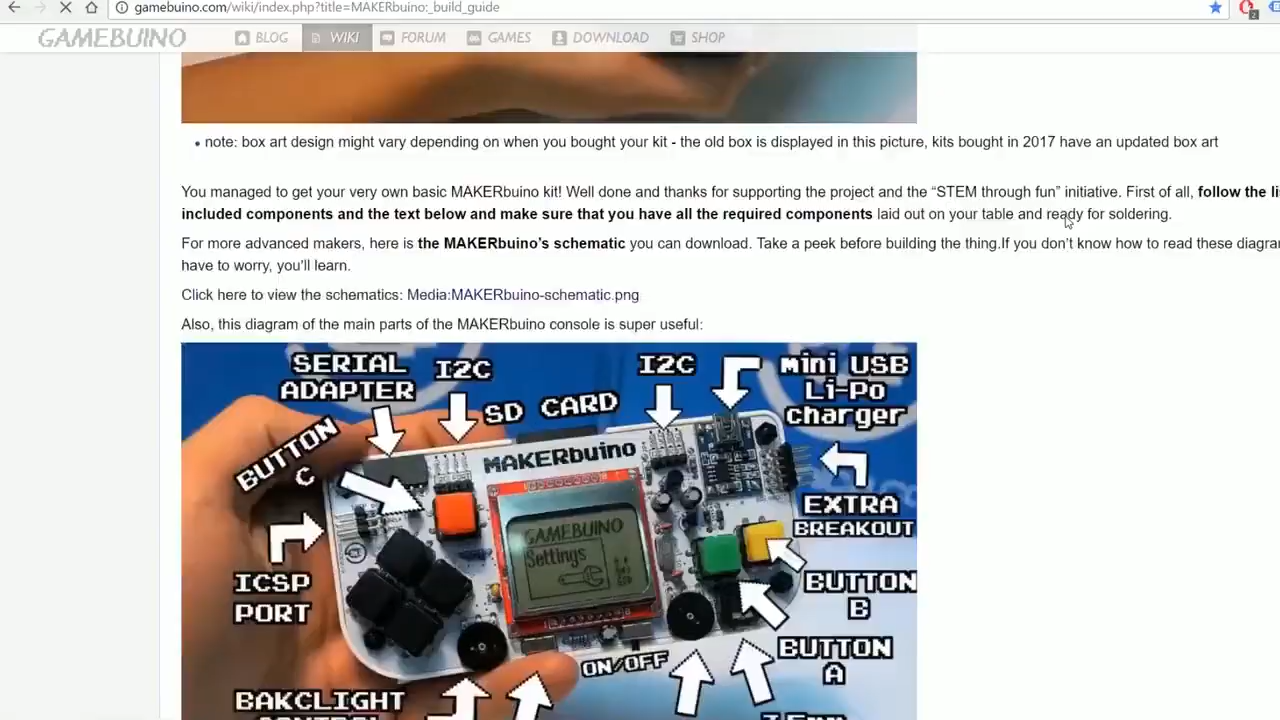 gamebuino.com/wiki/index.php?title=MAKERbuino:_build_guide
2
GAMEBUINO BLOG WIKI FORUM GAMES DOWNLOAD SHOP
note: box art design might vary depending on when you bought your kit - the old box is displayed in this picture, kits bought in 2017 have an updated box art
You managed to get your very own basic MAKERbuino kit! Well done and thanks for supporting the project and the “STEM through fun” initiative. First of all, follow the
included components and the text below and make sure that you have all the required components laid out on your table and ready for soldering.
For more advanced makers, here is the MAKERbuino’s schematic you can download. Take a peek before building the thing.If you don’t know how to read these
have to worry, you’ll learn.
Click here to view the schematics: Media:MAKERbuino-schematic.png
Also, this diagram of the main parts of the MAKERbuino console is super useful:
SERIAL
ADAPTER
I2C
SD CARD
I2C
mini USB
Li-Po
charger
BUTTON
C
MAKERbuino
EXTRA
BREAKOUT
GAMEBUINO
Settings
ICSP
PORT
BUTTON
B
BUTTON
A
ON/OFF
BAKCLIGHT